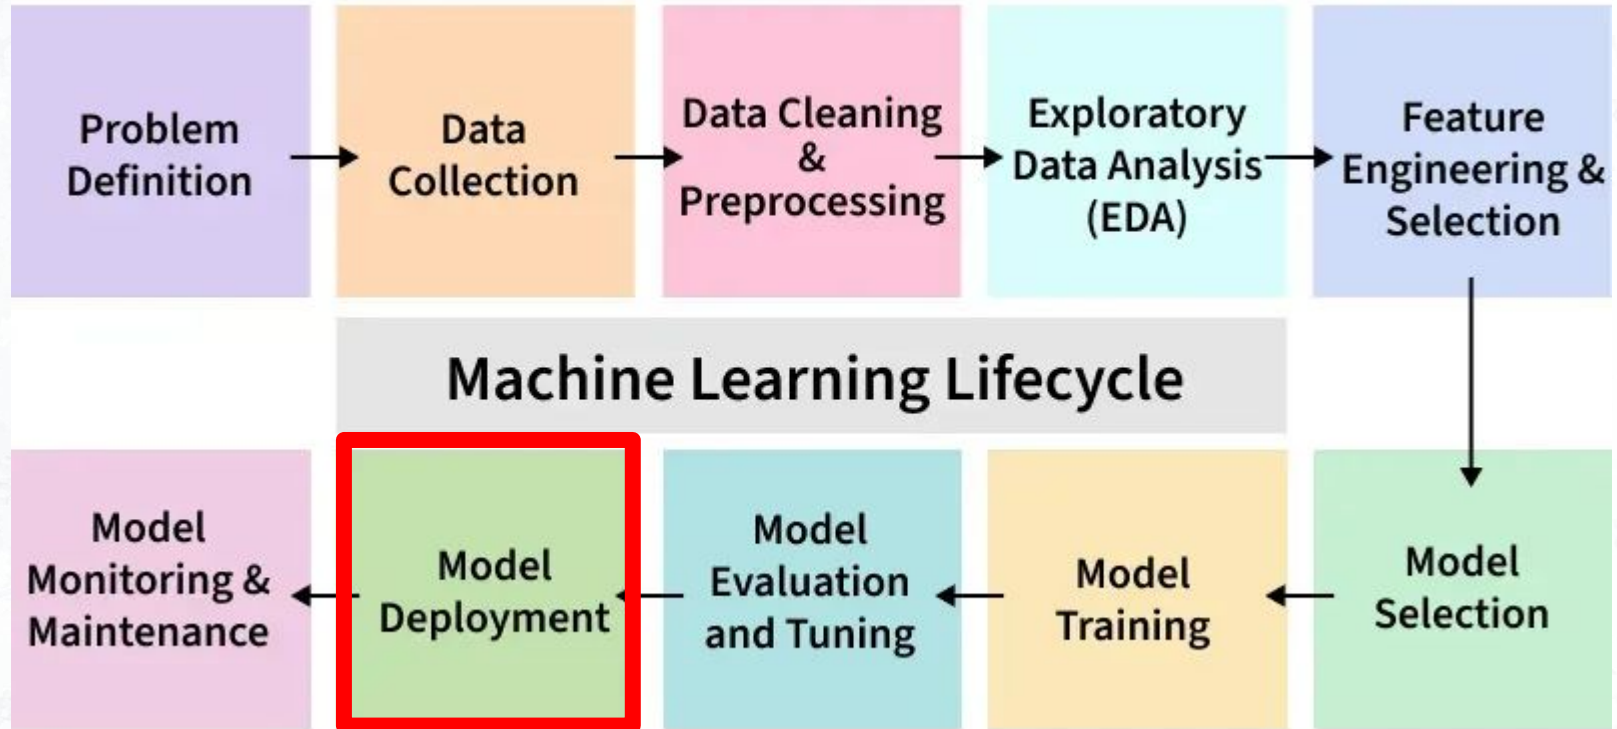 Problem
Definition
Data
Collection
Data Cleaning
&
Preprocessing
Exploratory
Data Analysis
(EDA)
Feature
Engineering &
Selection
Machine Learning Lifecycle
Model
Monitoring &
Maintenance
Model
Deployment
Model
Evaluation
and Tuning
Model
Training
Model
Selection